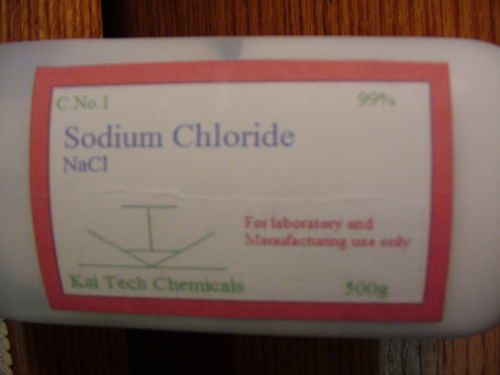 C.No.1
99%
Sodium Chloride
NaCl
For laboratory and
Manufacturing use only
Kai Tech Chemicals
500g